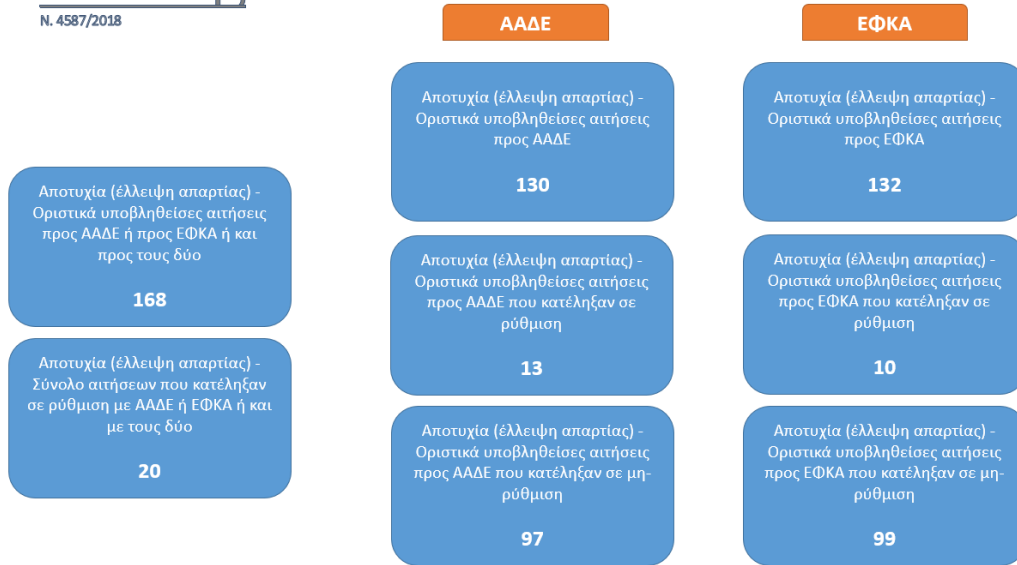 Ν. 4587/2018
ΑΑΔΕ
ΕΦΚΑ
Αποτυχία (έλλειψη απαρτίας) -
Οριστικά υποβληθείσες αιτήσεις
προς ΑΑΔΕ ή προς ΕΦΚΑ ή και
προς τους δύο
168
Αποτυχία (έλλειψη απαρτίας) -
Σύνολο αιτήσεων που κατέληξαν
σε ρύθμιση με ΑΑΔΕ ή ΕΦΚΑ ή και
με τους δύο
20
Αποτυχία (έλλειψη απαρτίας) -
Οριστικά υποβληθείσες αιτήσεις
προς ΑΑΔΕ
130
Αποτυχία (έλλειψη απαρτίας) -
Οριστικά υποβληθείσες αιτήσεις
προς ΑΑΔΕ που κατέληξαν σε
ρύθμιση
13
Αποτυχία (έλλειψη απαρτίας) -
Οριστικά υποβληθείσες αιτήσεις
προς ΑΑΔΕ που κατέληξαν σε μη-
ρύθμιση
97
Αποτυχία (έλλειψη απαρτίας) -
Οριστικά υποβληθείσες αιτήσεις
προς ΕΦΚΑ
132
Αποτυχία (έλλειψη απαρτίας) -
Οριστικά υποβληθείσες αιτήσεις
προς ΕΦΚΑ που κατέληξαν σε
ρύθμιση
10
Αποτυχία (έλλειψη απαρτίας) -
Οριστικά υποβληθείσες αιτήσεις
προς ΕΦΚΑ που κατέληξαν σε μη-
ρύθμιση
99